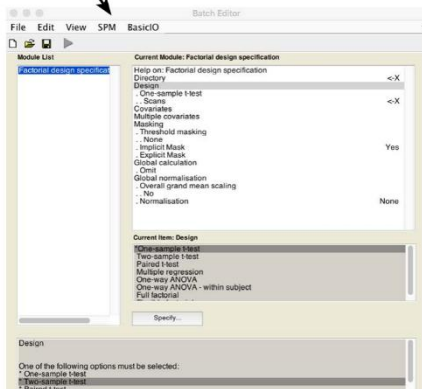 Batch Editor
File Edit View SPM BasicIO
Module List
Factorial design specificat
Current Module: Factorial design specification
Help on: Factorial design specification
Directory <-X
Design
. One-sample t-test
. . Scans <-X
Covariates
Multiple covariates
Masking
. Threshold masking
. . None
. Implicit Mask Yes
. Explicit Mask
Global calculation
. Omit
Global normalisation
. Overall grand mean scaling
. . No
. Normalisation None
Current Item: Design
*One-sample t-test
Two-sample t-test
Paired t-test
Multiple regression
One-way ANOVA
One-way ANOVA - within subject
Full factorial
Specify...
Design
One of the following options must be selected:
* One-sample t-test
* Two-sample t-test
* Paired t-test